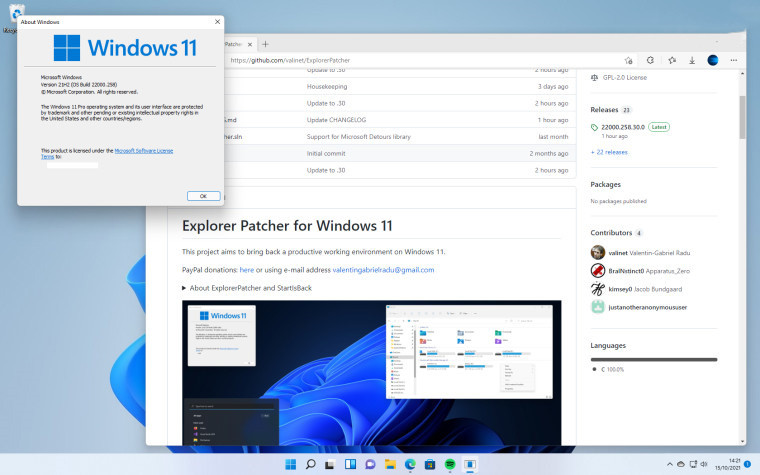 About Windows
Windows 11
Microsoft Windows
Version 21H2 (OS Build 22000.258)
© Microsoft Corporation. All rights reserved.
The Windows 11 Pro operating system and its user interface are protected
by trademark and other pending or existing intellectual property rights in
the United States and other countries/regions.
This product is licensed under the Microsoft Software License
Terms to:
OK
Patcher
https://github.com/valinet/ExplorerPatcher
Update to .30
2 hours ago
Housekeeping
3 days ago
Update to .30
2 hours ago
.md
Update CHANGELOG
1 hour ago
her.sln
Support for Microsoft Detours library
last month
Initial commit
2 months ago
Update to .30
2 hours ago
Explorer Patcher for Windows 11
This project aims to bring back a productive working environment on Windows 11.
PayPal donations: here or using e-mail address valentingabrielradu@gmail.com
About ExplorerPatcher and StartIsBack
Windows 11
GPL-2.0 License
Releases 23
22000.258.30.0 Latest
1 hour ago
+ 22 releases
Packages
No packages published
Contributors 4
valinet Valentin-Gabriel Radu
BraINstinct0 Apparatus_Zero
kimsey0 Jacob Bundgaard
justanotheranonymoususer
Languages
C 100.0%
14:21
15/10/2021